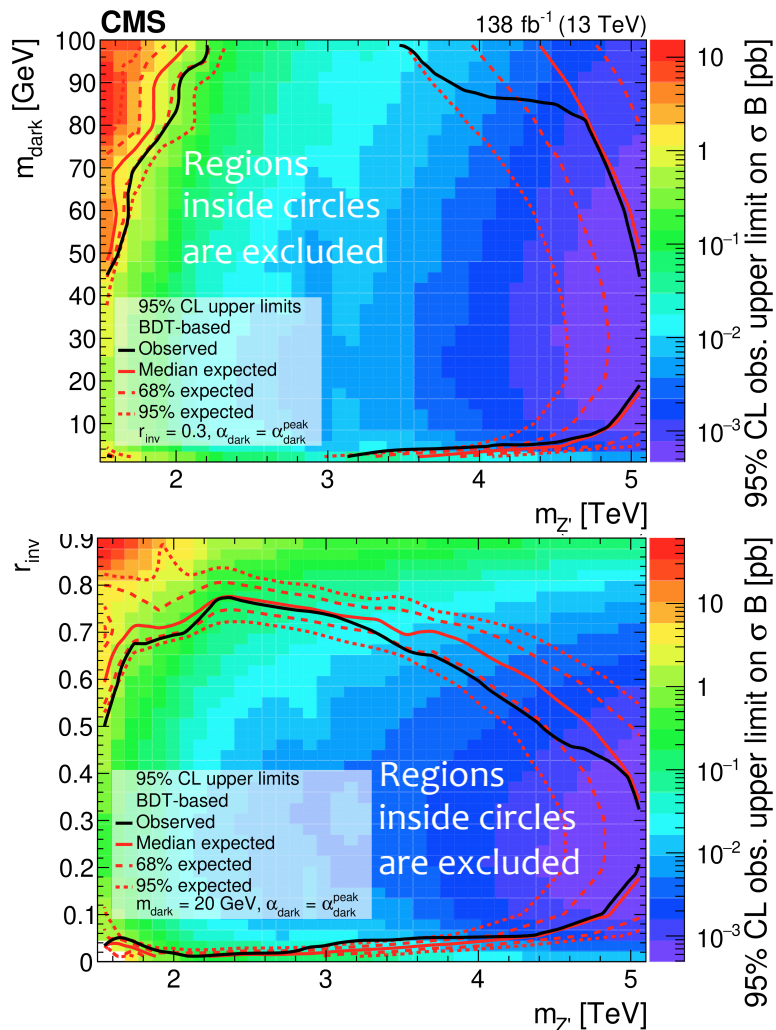 CMS
138 fb⁻¹ (13 TeV)
m_dark [GeV]
100
90
80
70
60
50
40
30
20
10
Regions
inside circles
are excluded
95% CL upper limits
BDT-based
Observed
Median expected
68% expected
95% expected
r_inv = 0.3, α_dark = α_dark^peak
2
3
4
5
m_Z' [TeV]
10
1
10⁻¹
10⁻²
10⁻³
95% CL obs. upper limit on σ B [pb]
r_inv
0.9
0.8
0.7
0.6
0.5
0.4
0.3
0.2
0.1
0
Regions
inside circles
are excluded
95% CL upper limits
BDT-based
Observed
Median expected
68% expected
95% expected
m_dark = 20 GeV, α_dark = α_dark^peak
2
3
4
5
m_Z' [TeV]
10
1
10⁻¹
10⁻²
10⁻³
95% CL obs. upper limit on σ B [pb]